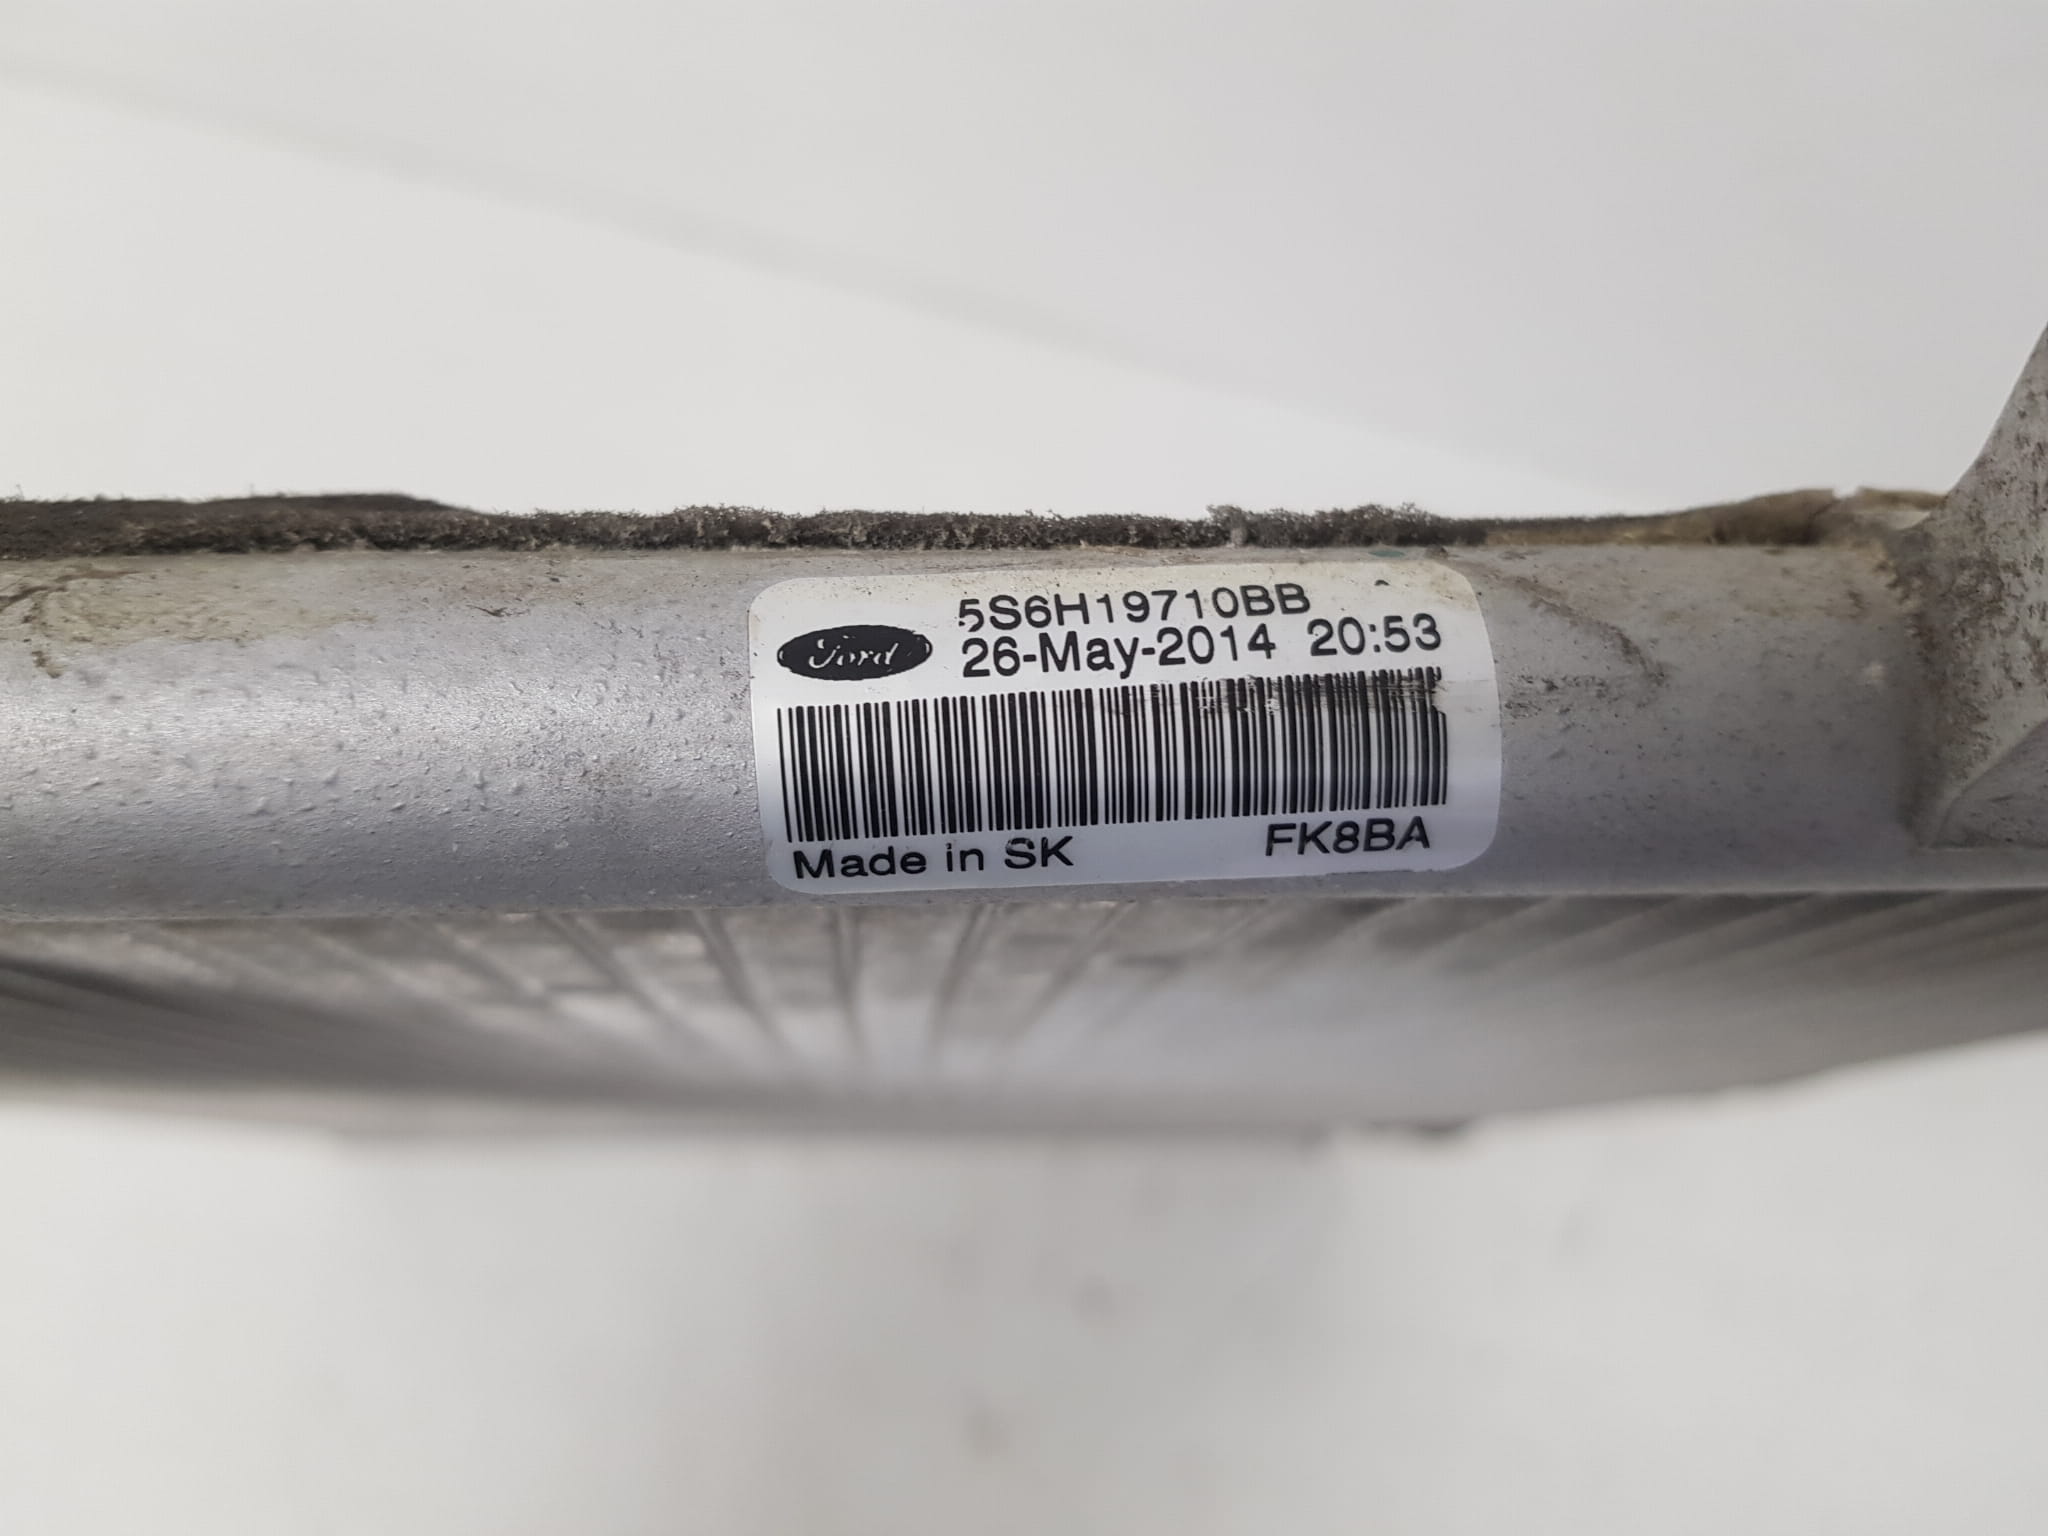 Ford
5S6H19710BB
26-May-2014 20:53
Made in SK FK8BA